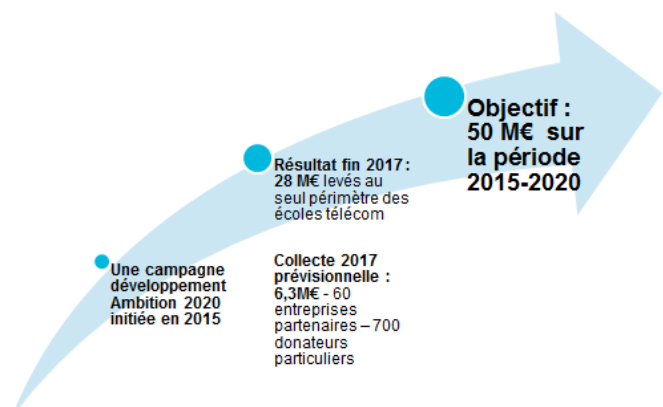 Une campagne
développement
Ambition 2020
initiée en 2015
Résultat fin 2017 :
28 M€ levés au
seul périmètre des
écoles télécom
Collecte 2017
prévisionnelle :
6,3M€ - 60
entreprises
partenaires – 700
donateurs
particuliers
Objectif :
50 M€ sur
la période
2015-2020